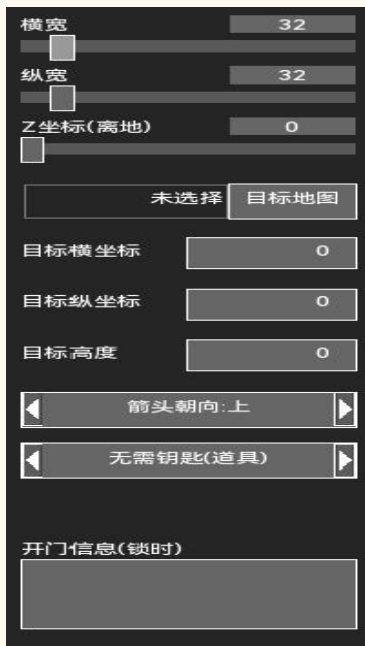 横宽 32
纵宽 32
Z坐标(离地) 0
未选择 目标地图
目标横坐标 0
目标纵坐标 0
目标高度 0
箭头朝向:上
无需钥匙(道具)
开门信息(锁时)